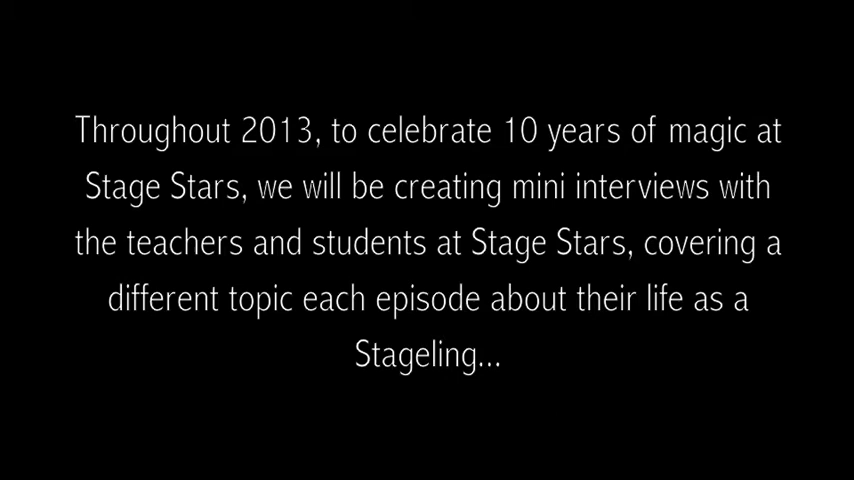 Throughout 2013, to celebrate 10 years of magic at
Stage Stars, we will be creating mini interviews with
the teachers and students at Stage Stars, covering a
different topic each episode about their life as a
Stageling...